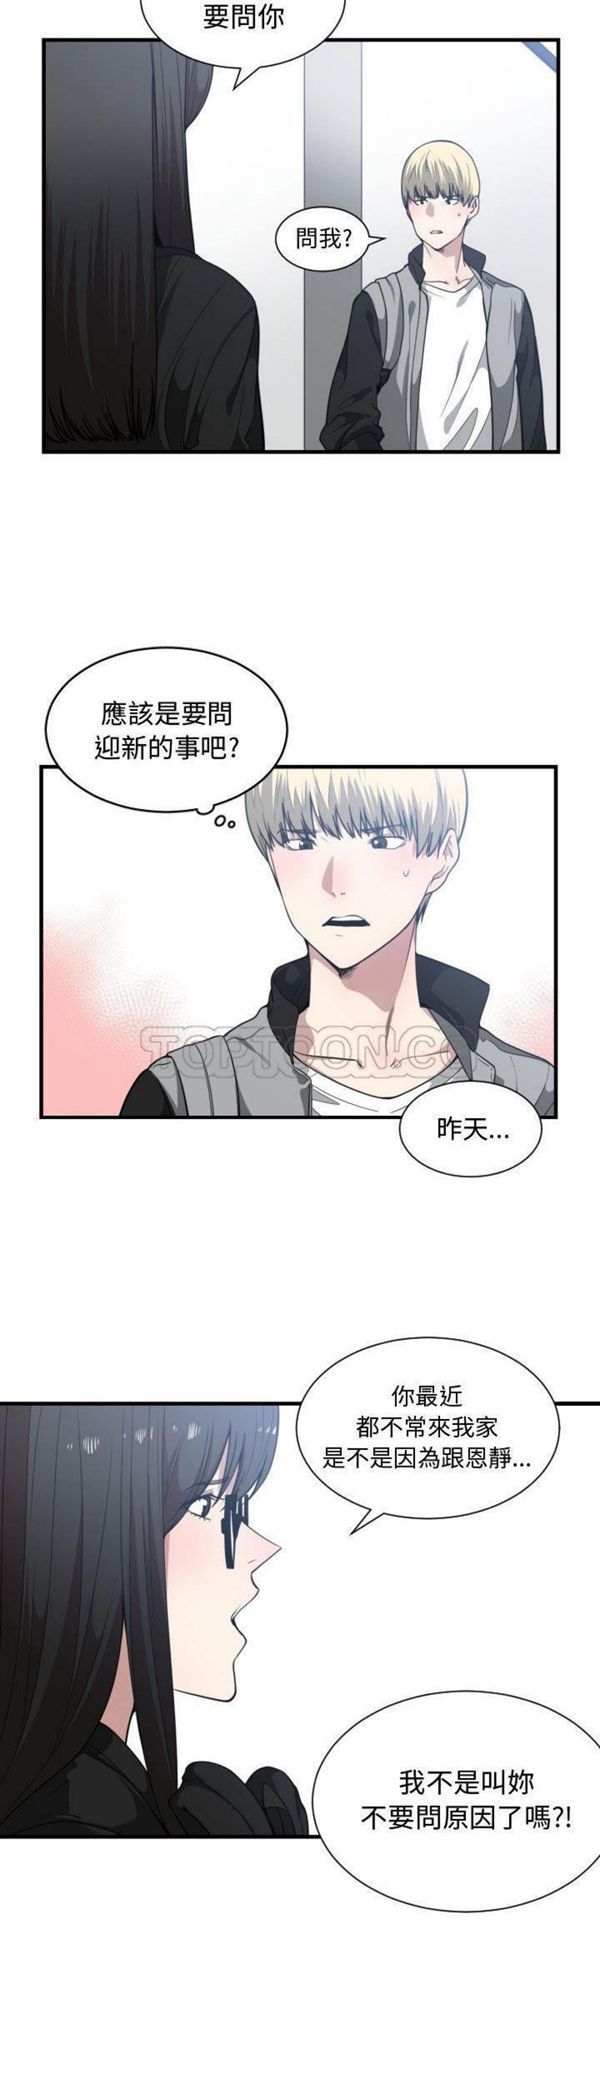 要問你
問我?
應該是要問
迎新的事吧?
TOPTOON.CO
昨天...
你最近
都不常來我家
是不是因為跟恩靜...
我不是叫妳
不要問原因了嗎?!